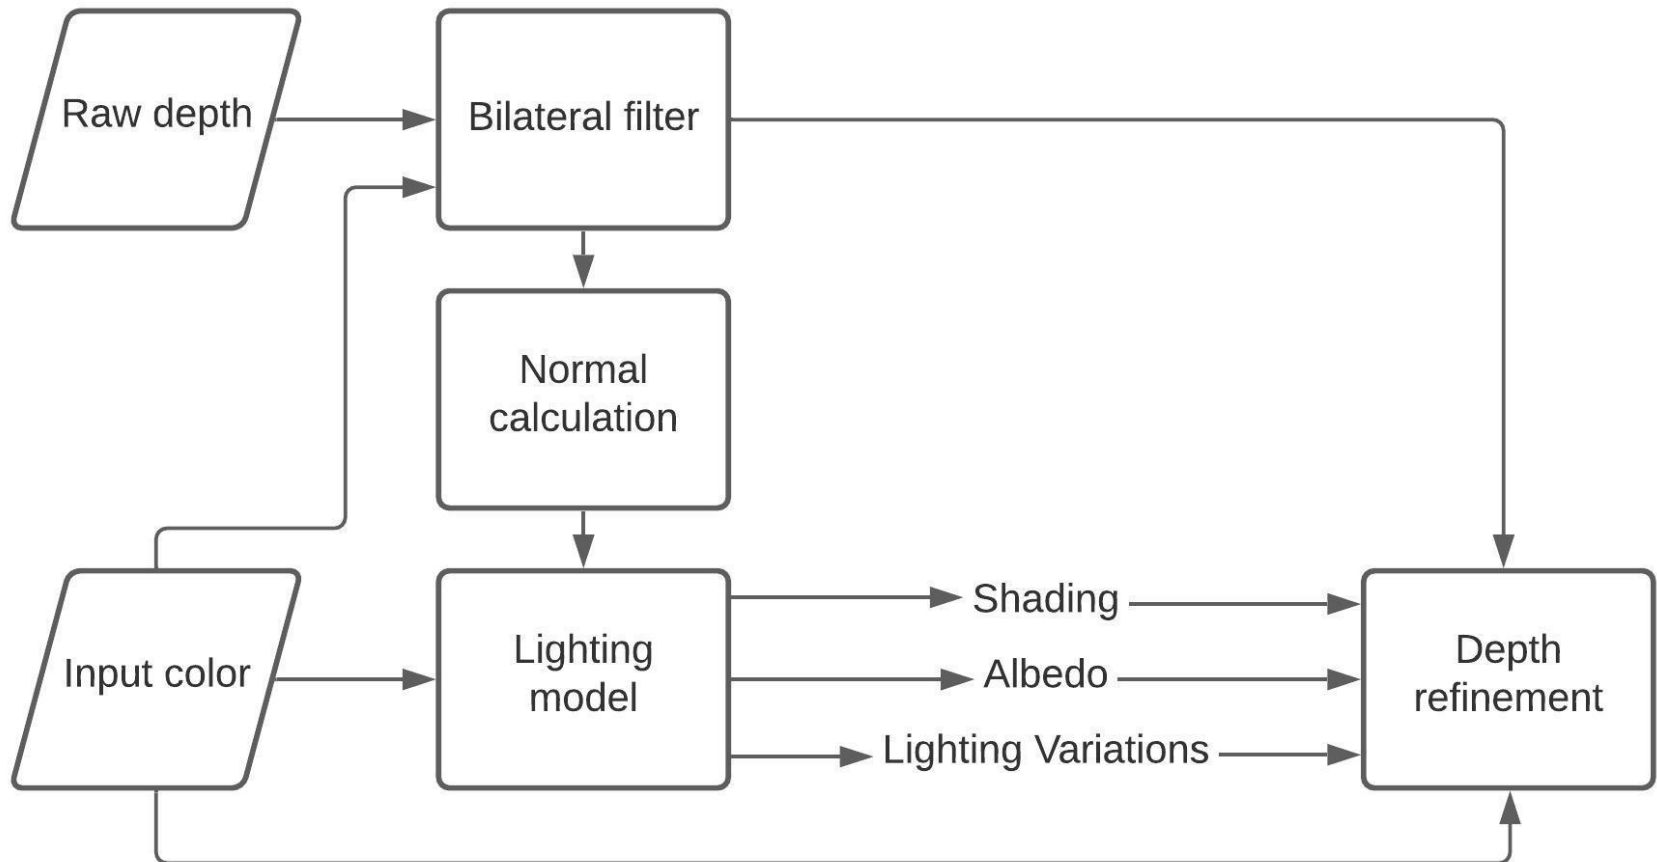 Raw depth
Bilateral filter
Normal
calculation
Input color
Lighting
model
Shading
Albedo
Lighting Variations
Depth
refinement